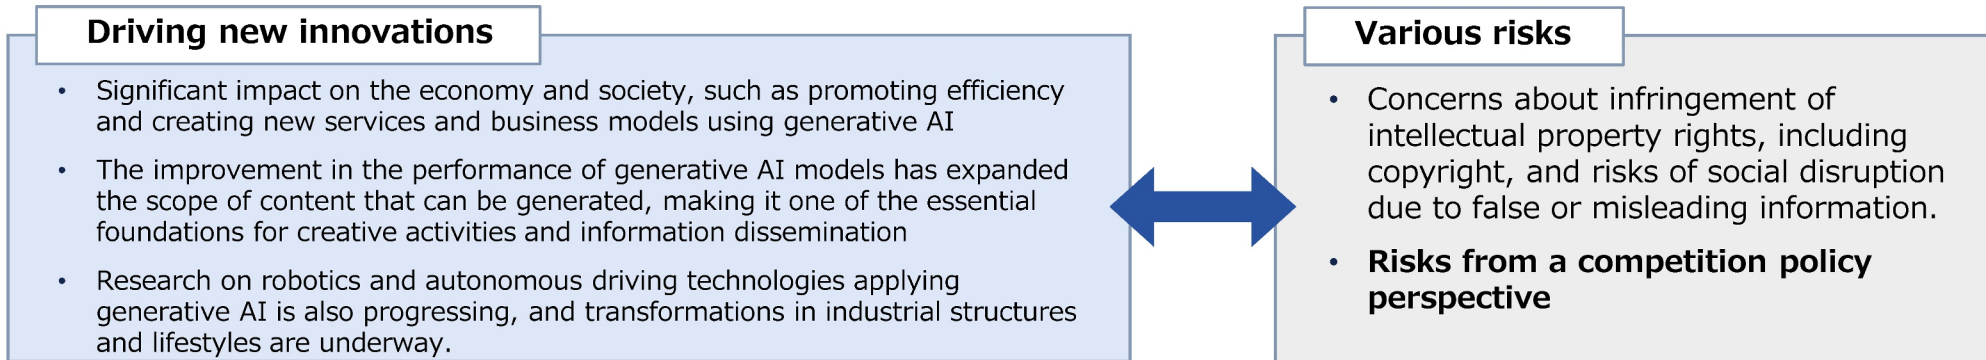 Driving new innovations
• Significant impact on the economy and society, such as promoting efficiency
and creating new services and business models using generative AI
• The improvement in the performance of generative AI models has expanded
the scope of content that can be generated, making it one of the essential
foundations for creative activities and information dissemination
• Research on robotics and autonomous driving technologies applying
generative AI is also progressing, and transformations in industrial structures
and lifestyles are underway.
Various risks
• Concerns about infringement of
intellectual property rights, including
copyright, and risks of social disruption
due to false or misleading information.
• Risks from a competition policy
perspective